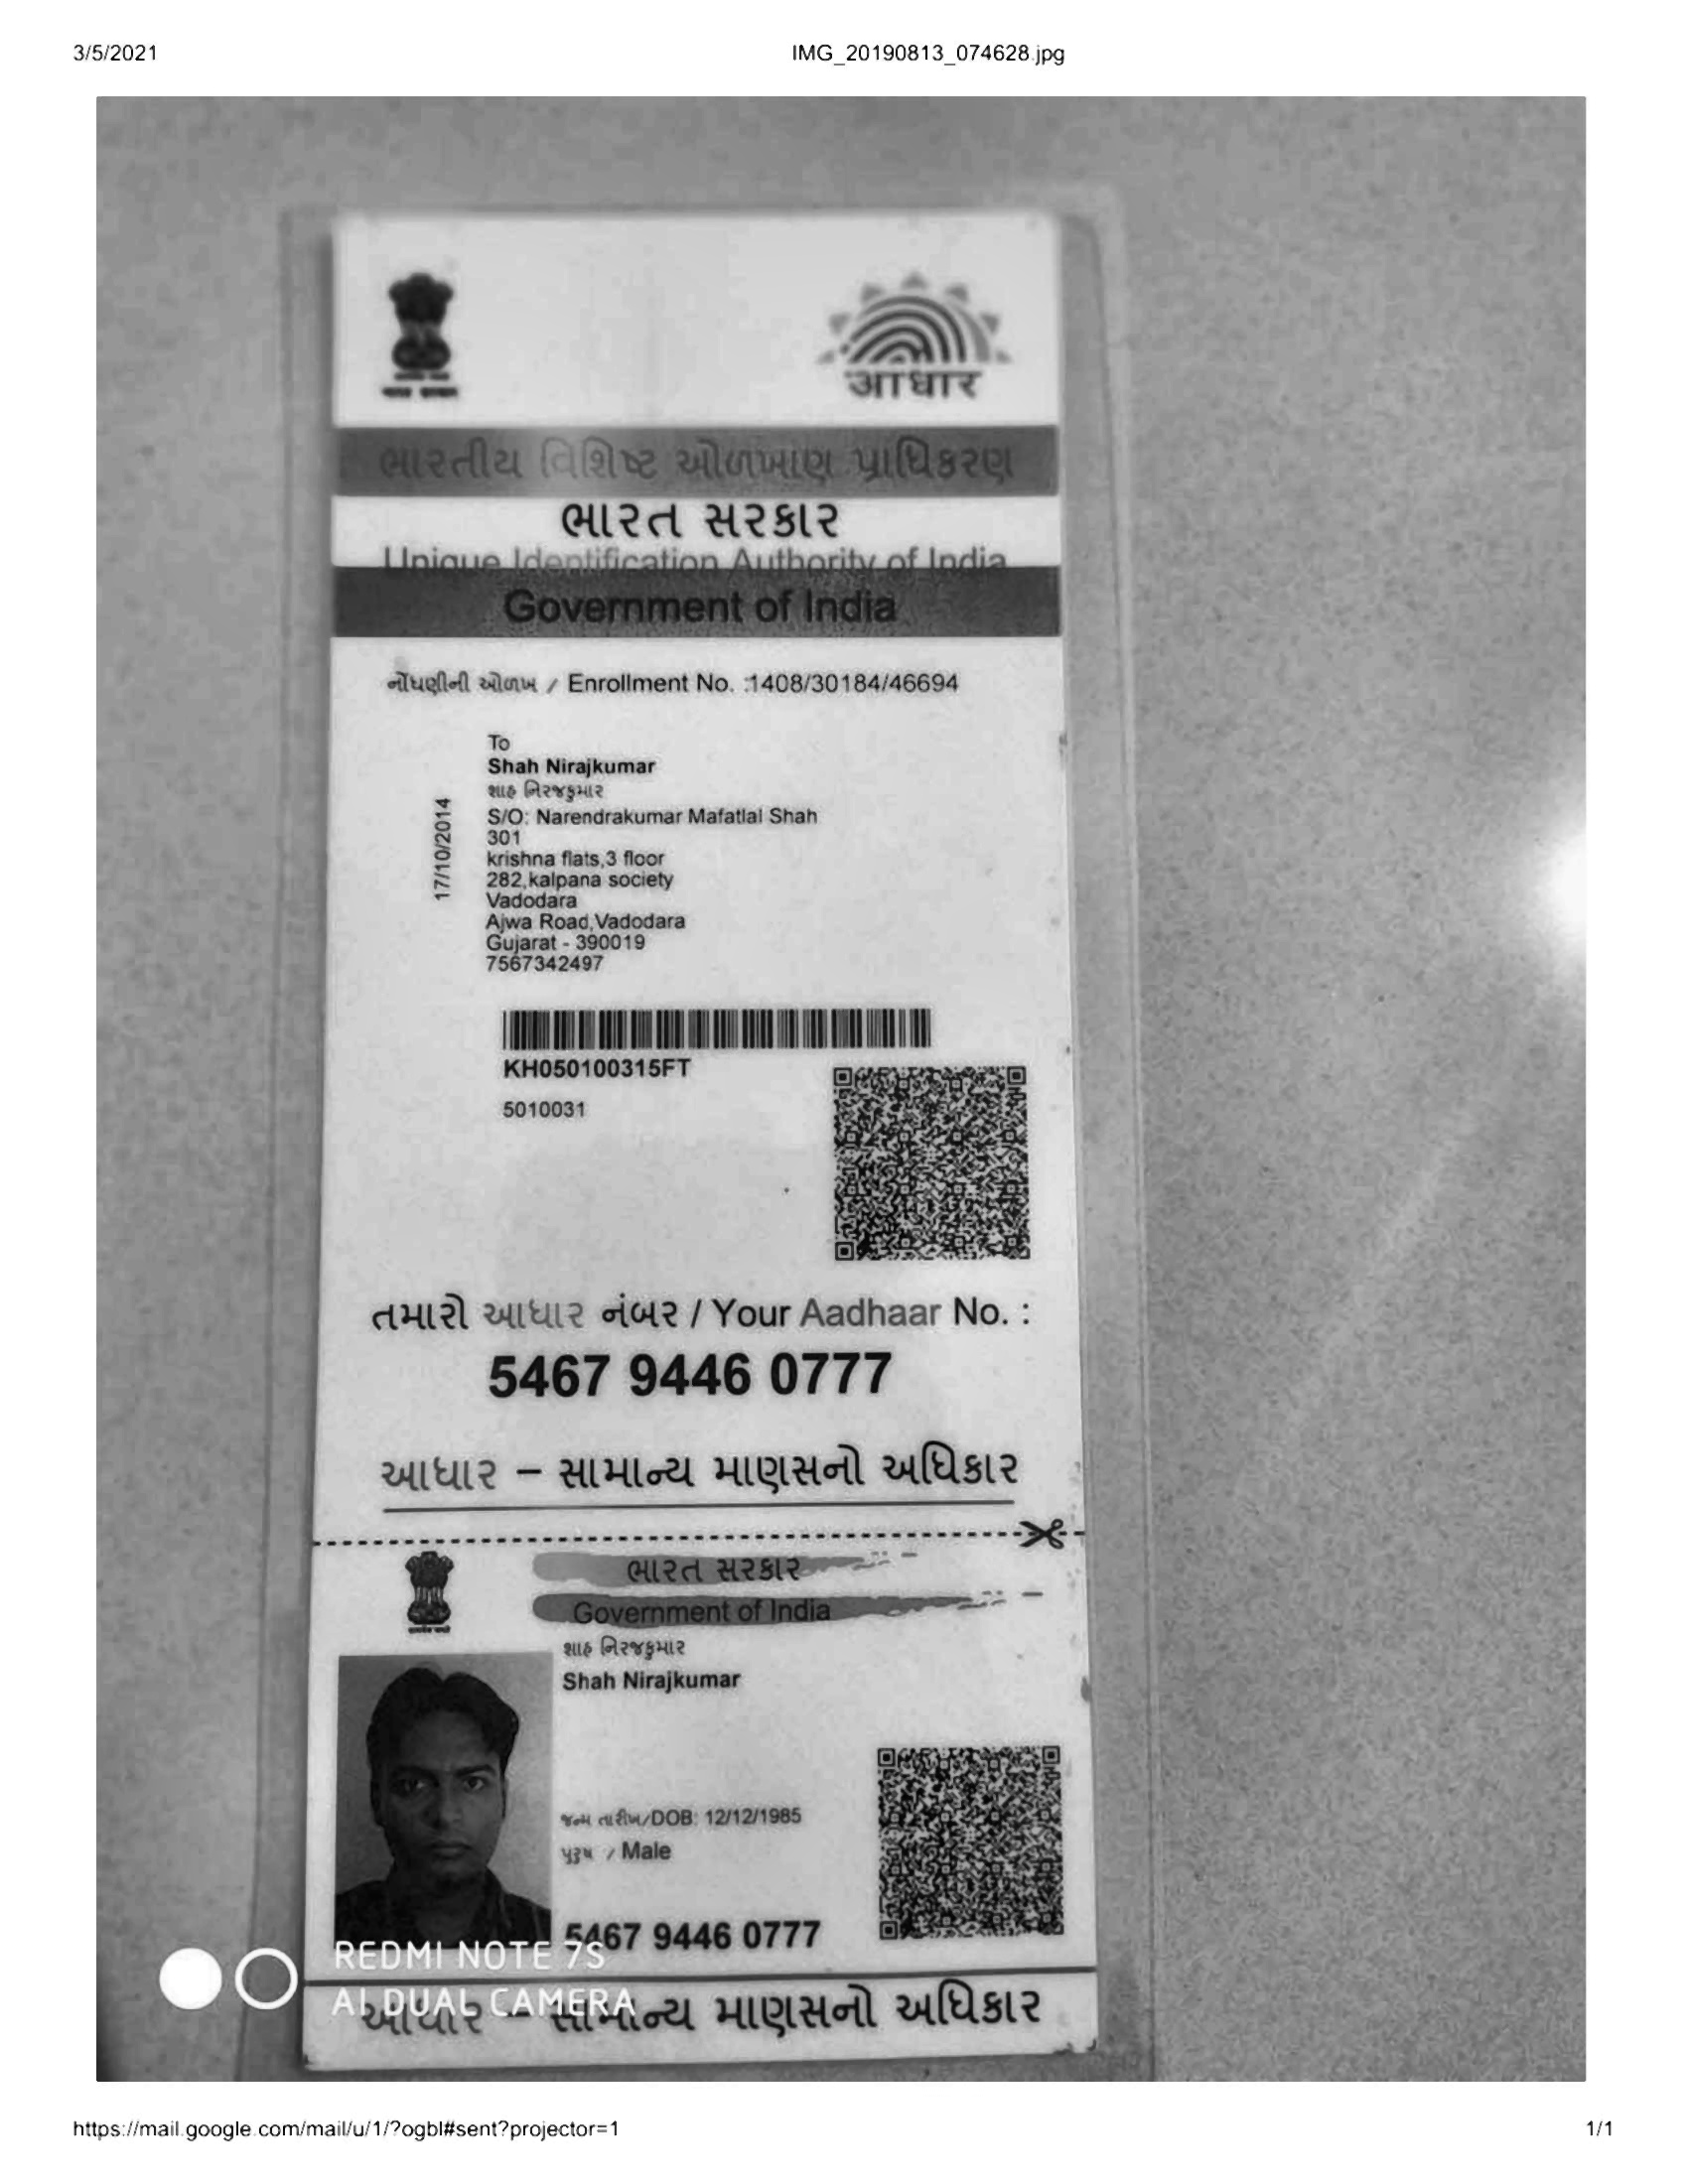 3/5/2021
IMG_20190813_074628.jpg
आधार
ભારતીય વિશિષ્ટ ઓળખાણ પ્રાધિકરણ
ભારત સરકાર
Unique Identification Authority of India
Government of India
નોંધણીની ઓળખ / Enrollment No. :1408/30184/46694
17/10/2014
To
Shah Nirajkumar
શાહ નિરજકુમાર
S/O: Narendrakumar Mafatlal Shah
301
krishna flats,3 floor
282,kalpana society
Vadodara
Ajwa Road,Vadodara
Gujarat - 390019
7567342497
KH050100315FT
5010031
તમારો આધાર નંબર / Your Aadhaar No. :
5467 9446 0777
આધાર – સામાન્ય માણસનો અધિકાર
ભારત સરકાર
Government of India
શાહ નિરજકુમાર
Shah Nirajkumar
જન્મ તારીખ/DOB: 12/12/1985
પુરૂષ / Male
5467 9446 0777
REDMI NOTE 7S
AI DUAL CAMERA
આધાર – સામાન્ય માણસનો અધિકાર
https://mail.google.com/mail/u/1/?ogbl#sent?projector=1
1/1